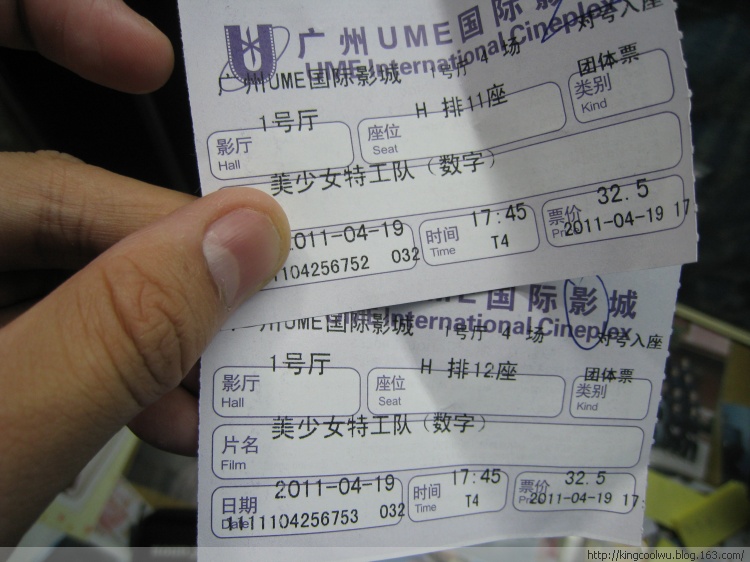 广州UME国际影
UME International Cineplex
广州UME国际影城 1号厅 4 场 对号入座
团体票
1号厅 H 排11座 类别
影厅 座位 Kind
Hall Seat
美少女特工队（数字）
2011-04-19 17:45 32.5
时间 票价
Time T4 2011-04-19 17
1104256752 032
UME国际影城
International Cineplex
州UME国际影城 1号厅 4 场 对号入座
1号厅 H 排12座 团体票
影厅 座位 类别
Hall Seat Kind
美少女特工队（数字）
片名
Film
2011-04-19 17:45 32.5
日期 时间 票价
Date Time T4 2011-04-19 17:
1111104256753 032
http://kingcoolwu.blog.163.com/